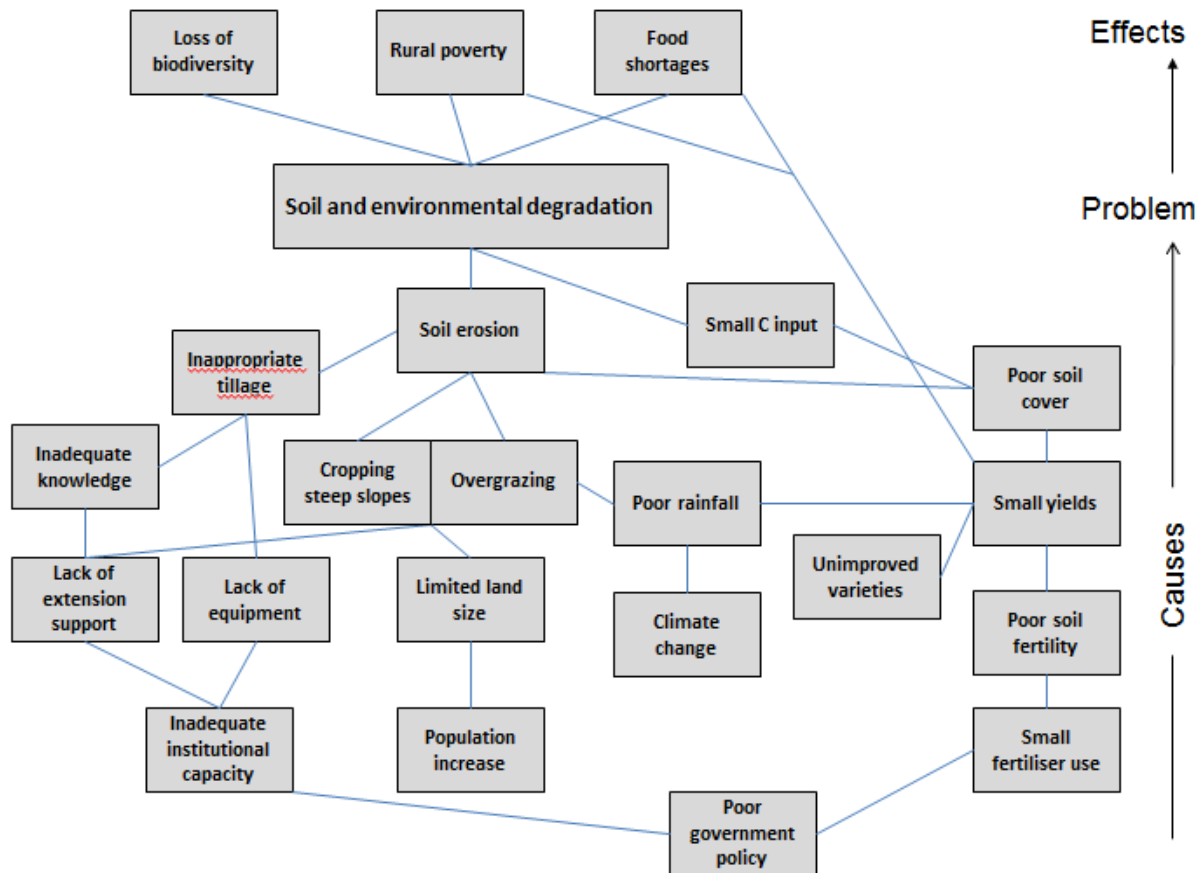 Loss of
biodiversity
Rural poverty
Food
shortages
Effects
Soil and environmental degradation
Problem
Soil erosion
Small C input
Inappropriate
tillage
Poor soil
cover
Inadequate
knowledge
Cropping
steep slopes
Overgrazing
Poor rainfall
Small yields
Unimproved
varieties
Lack of
extension
support
Lack of
equipment
Limited land
size
Climate
change
Poor soil
fertility
Causes
Inadequate
institutional
capacity
Population
increase
Small
fertiliser use
Poor
government
policy